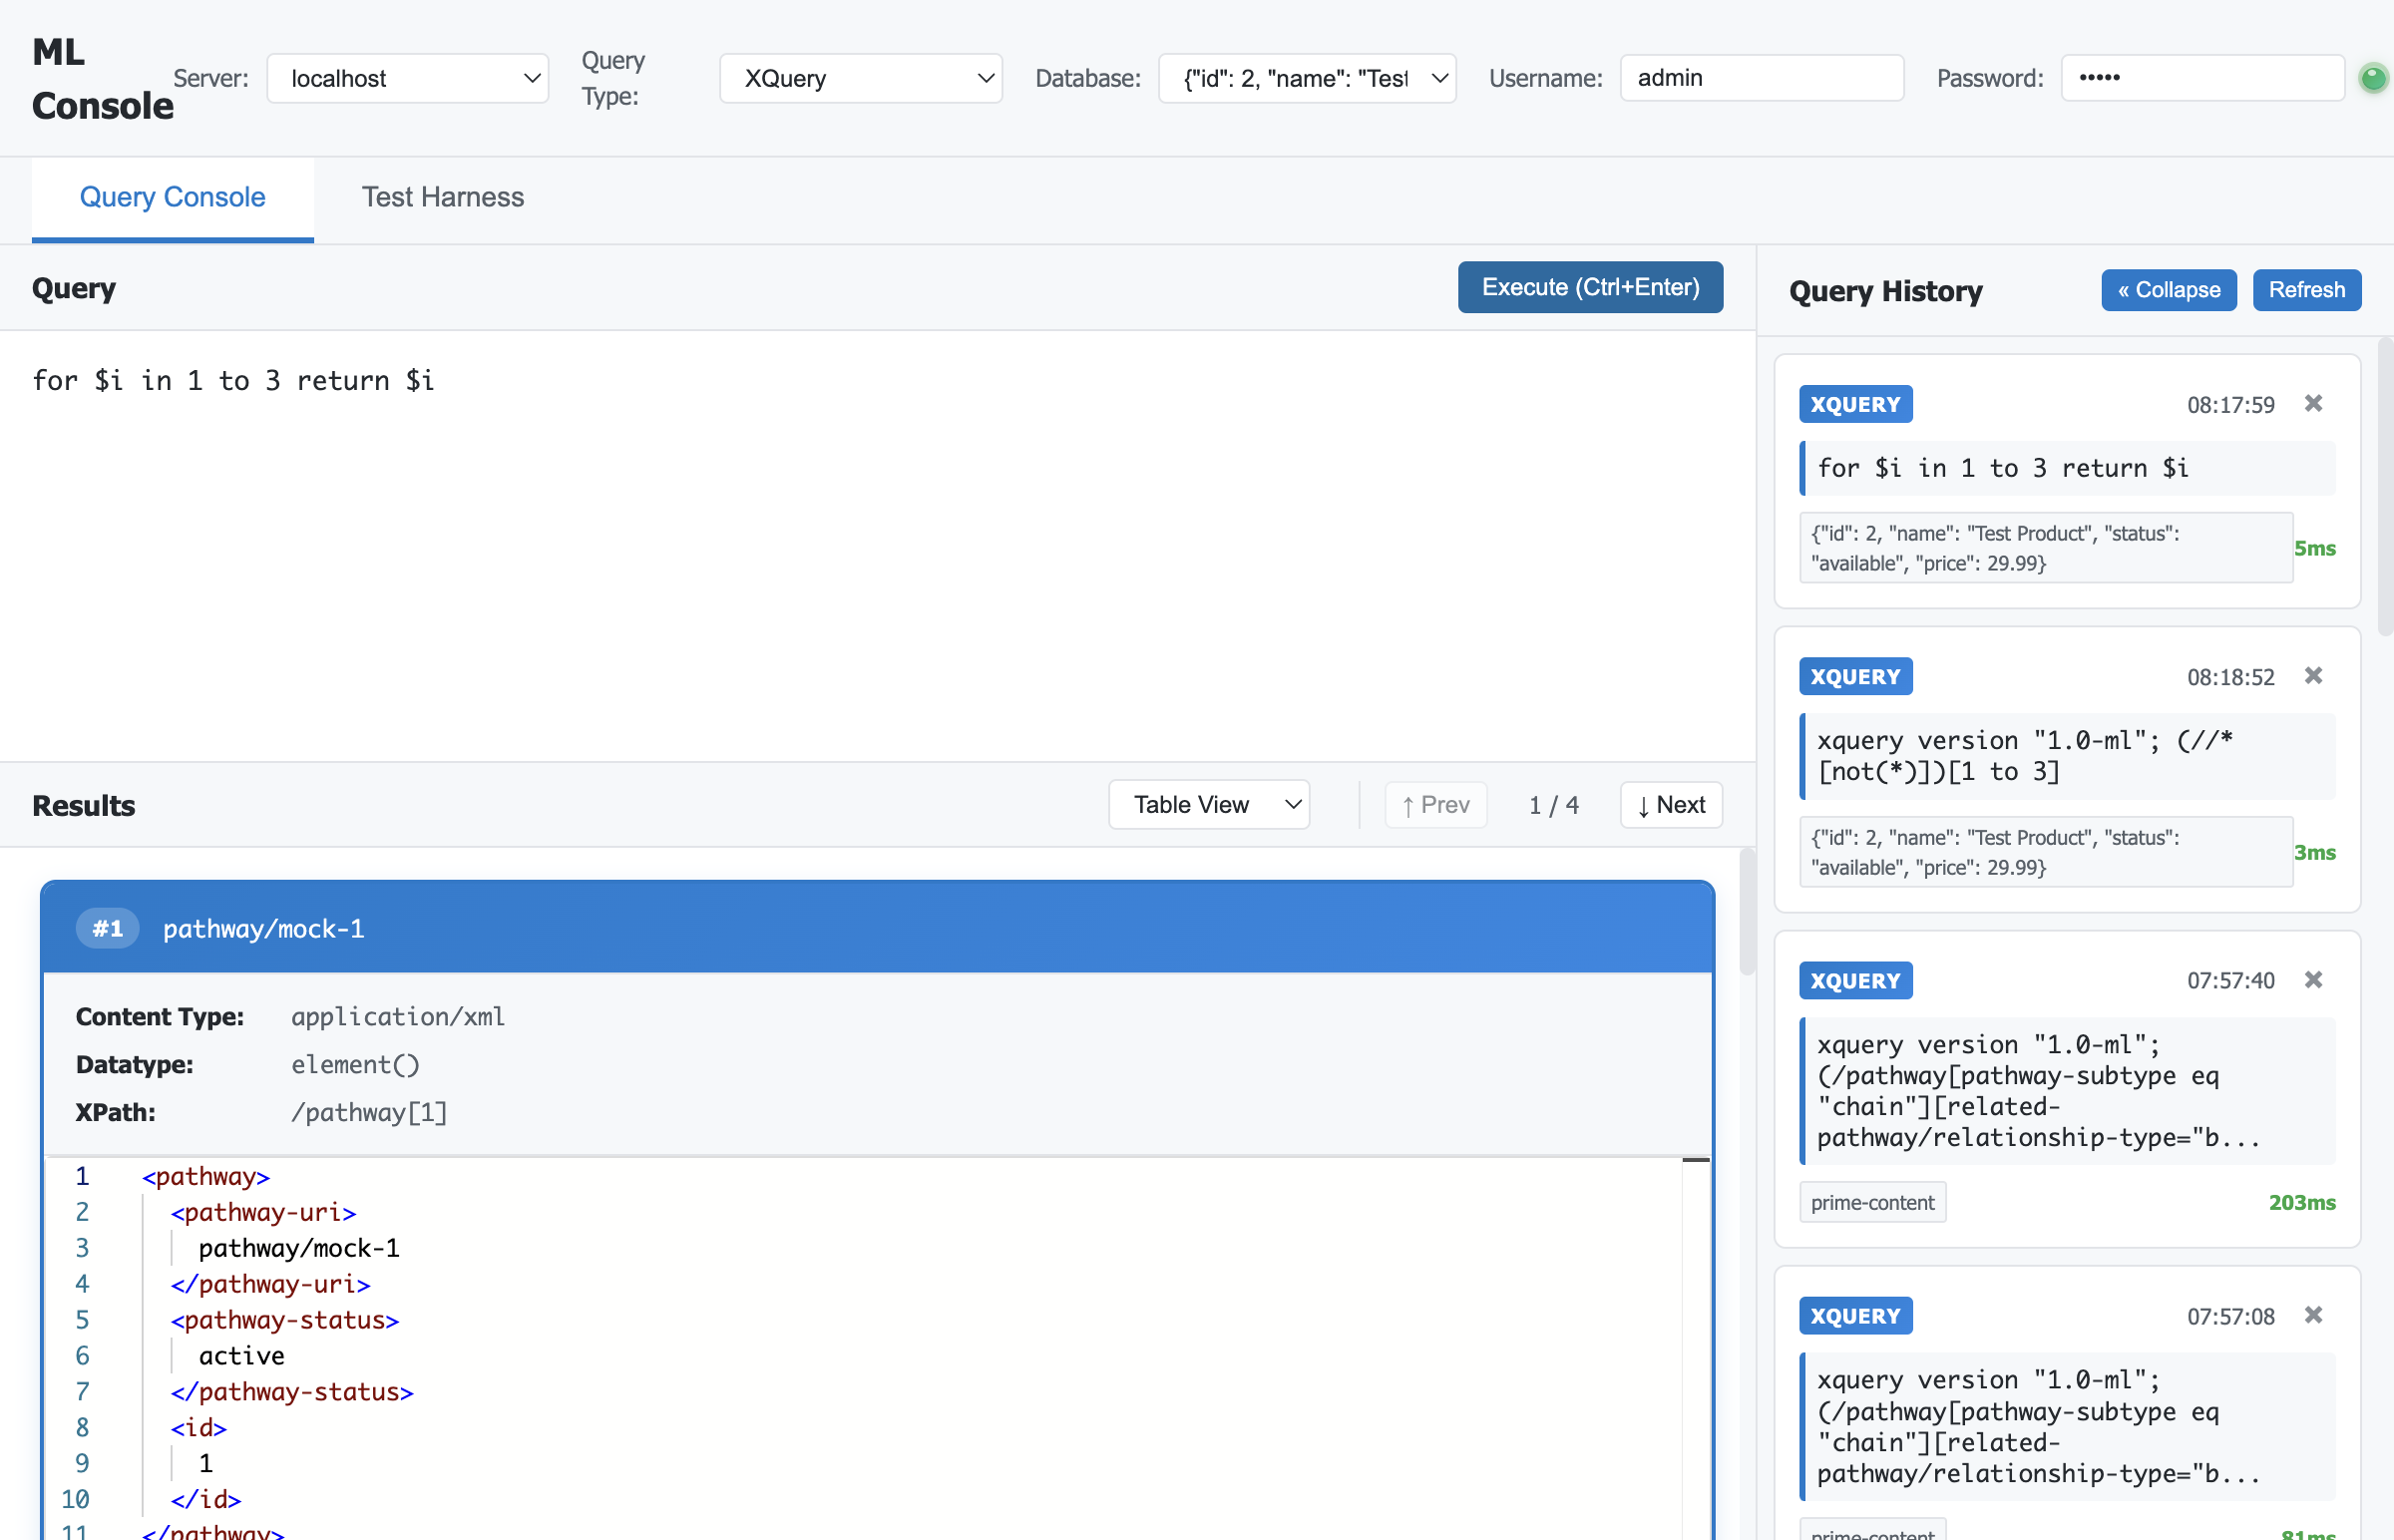 ML
Console
Server:
localhost
Query
Type:
XQuery
Database:
{"id": 2, "name": "Test
Username:
admin
Password:
•••••
Query Console
Test Harness
Query
Execute (Ctrl+Enter)
for $i in 1 to 3 return $i
Results
Table View
↑ Prev
1 / 4
↓ Next
#1
pathway/mock-1
Content Type: application/xml
Datatype: element()
XPath: /pathway[1]
1 <pathway>
2 <pathway-uri>
3 pathway/mock-1
4 </pathway-uri>
5 <pathway-status>
6 active
7 </pathway-status>
8 <id>
9 1
10 </id>
11 </pathway>
Query History
« Collapse
Refresh
XQUERY
08:17:59 ✖
for $i in 1 to 3 return $i
{"id": 2, "name": "Test Product", "status":
"available", "price": 29.99}
5ms
XQUERY
08:18:52 ✖
xquery version "1.0-ml"; (//*
[not(*)])[1 to 3]
{"id": 2, "name": "Test Product", "status":
"available", "price": 29.99}
3ms
XQUERY
07:57:40 ✖
xquery version "1.0-ml";
(/pathway[pathway-subtype eq
"chain"][related-
pathway/relationship-type="b...
prime-content
203ms
XQUERY
07:57:08 ✖
xquery version "1.0-ml";
(/pathway[pathway-subtype eq
"chain"][related-
pathway/relationship-type="b...
prime-content
81ms